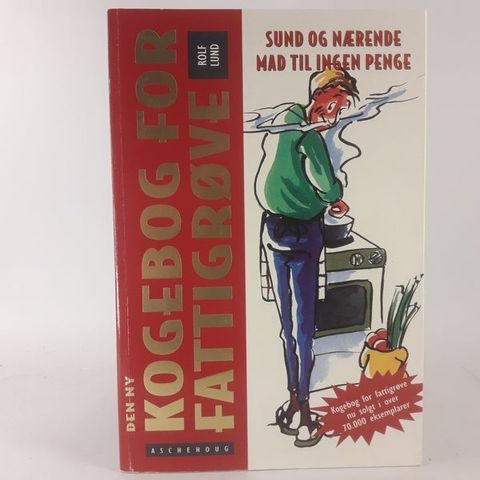 DEN NY
KOGEBOG FOR
FATTIGRØVE
ROLF
LUND
ASCHEHOUG
SUND OG NÆRENDE
MAD TIL INGEN PENGE
Kogebog for fattigrøve
nu solgt i over
70.000 eksemplarer